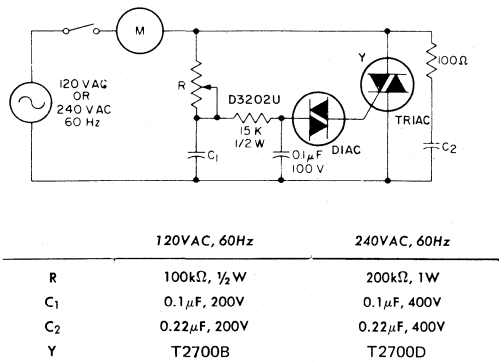 M
120 VAC
OR
240 VAC
60 Hz
R
D3202U
15 K
1/2 W
C1
0.1μF
100 V
DIAC
Y
TRIAC
100Ω
C2
120VAC, 60Hz 240VAC, 60Hz
R 100kΩ, ½W 200kΩ, 1W
C1 0.1μF, 200V 0.1μF, 400V
C2 0.22μF, 200V 0.22μF, 400V
Y T2700B T2700D